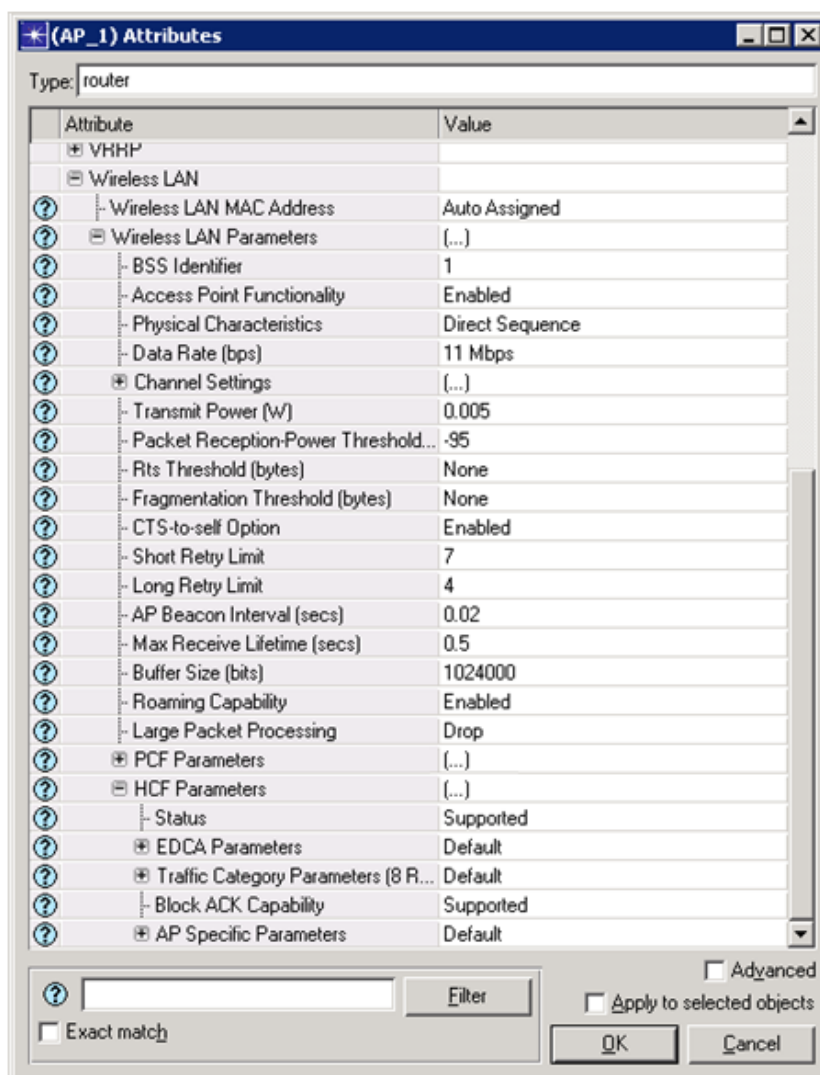 (AP_1) Attributes
Type: router
Attribute Value
VRRP
Wireless LAN
Wireless LAN MAC Address Auto Assigned
Wireless LAN Parameters (...)
BSS Identifier 1
Access Point Functionality Enabled
Physical Characteristics Direct Sequence
Data Rate (bps) 11 Mbps
Channel Settings (...)
Transmit Power (W) 0.005
Packet Reception-Power Threshold... -95
Rts Threshold (bytes) None
Fragmentation Threshold (bytes) None
CTS-to-self Option Enabled
Short Retry Limit 7
Long Retry Limit 4
AP Beacon Interval (secs) 0.02
Max Receive Lifetime (secs) 0.5
Buffer Size (bits) 1024000
Roaming Capability Enabled
Large Packet Processing Drop
PCF Parameters (...)
HCF Parameters (...)
Status Supported
EDCA Parameters Default
Traffic Category Parameters (8 R... Default
Block ACK Capability Supported
AP Specific Parameters Default
Advanced
Filter
Apply to selected objects
Exact match
OK Cancel